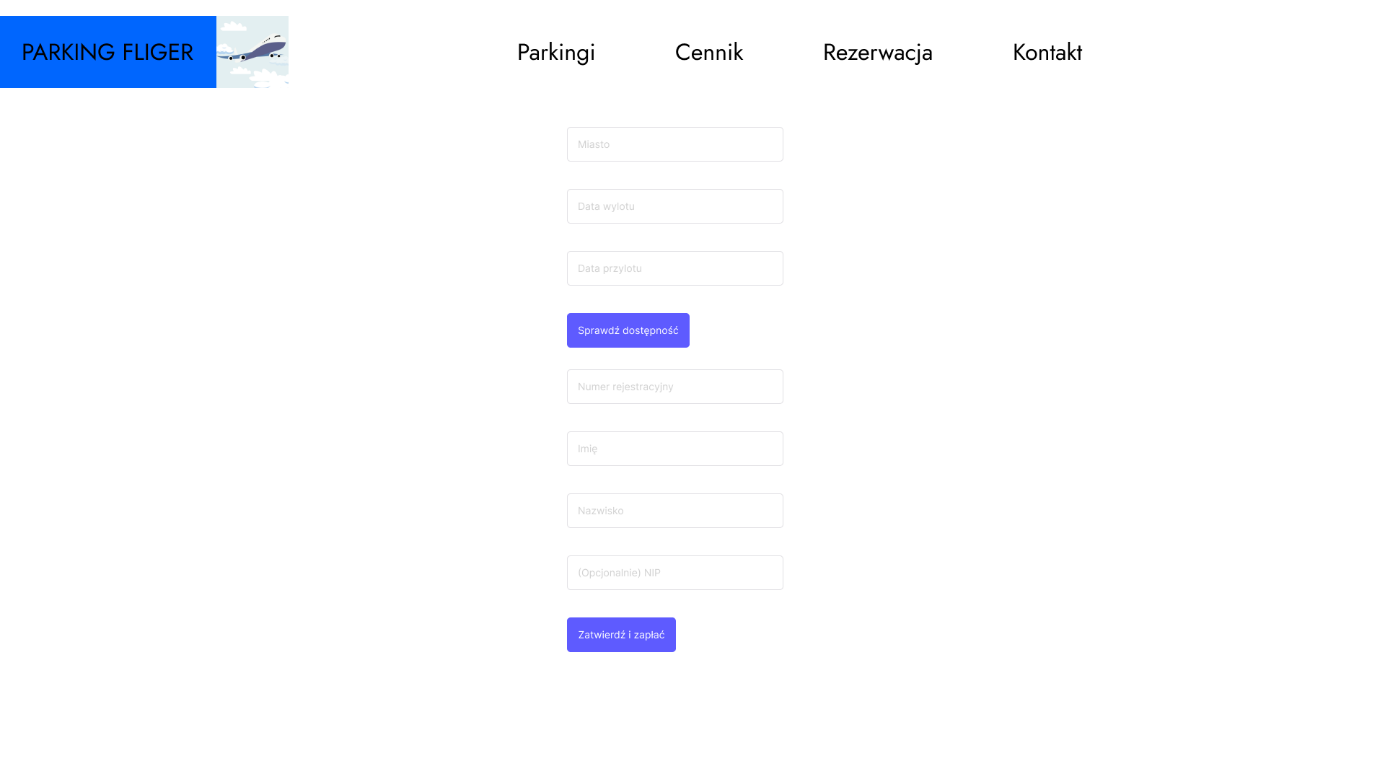 PARKING FLIGER
Parkingi
Cennik
Rezerwacja
Kontakt
Miasto
Data wylotu
Data przylotu
Sprawdź dostępność
Numer rejestracyjny
Imię
Nazwisko
(Opcjonalnie) NIP
Zatwierdź i zapłać